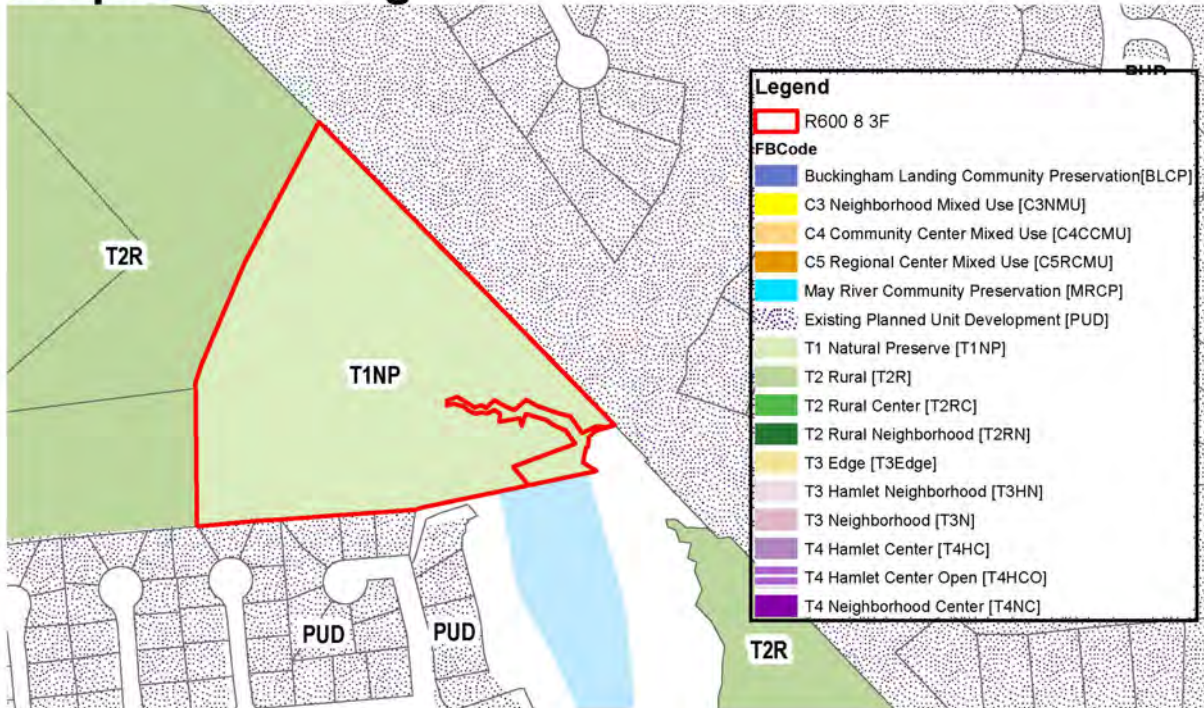 Legend
R600 8 3F
FBCode
Buckingham Landing Community Preservation[BLCP]
C3 Neighborhood Mixed Use [C3NMU]
C4 Community Center Mixed Use [C4CCMU]
C5 Regional Center Mixed Use [C5RCMU]
May River Community Preservation [MRCP]
Existing Planned Unit Development [PUD]
T1 Natural Preserve [T1NP]
T2 Rural [T2R]
T2 Rural Center [T2RC]
T2 Rural Neighborhood [T2RN]
T3 Edge [T3Edge]
T3 Hamlet Neighborhood [T3HN]
T3 Neighborhood [T3N]
T4 Hamlet Center [T4HC]
T4 Hamlet Center Open [T4HCO]
T4 Neighborhood Center [T4NC]
T2R
T1NP
PUD
PUD
T2R